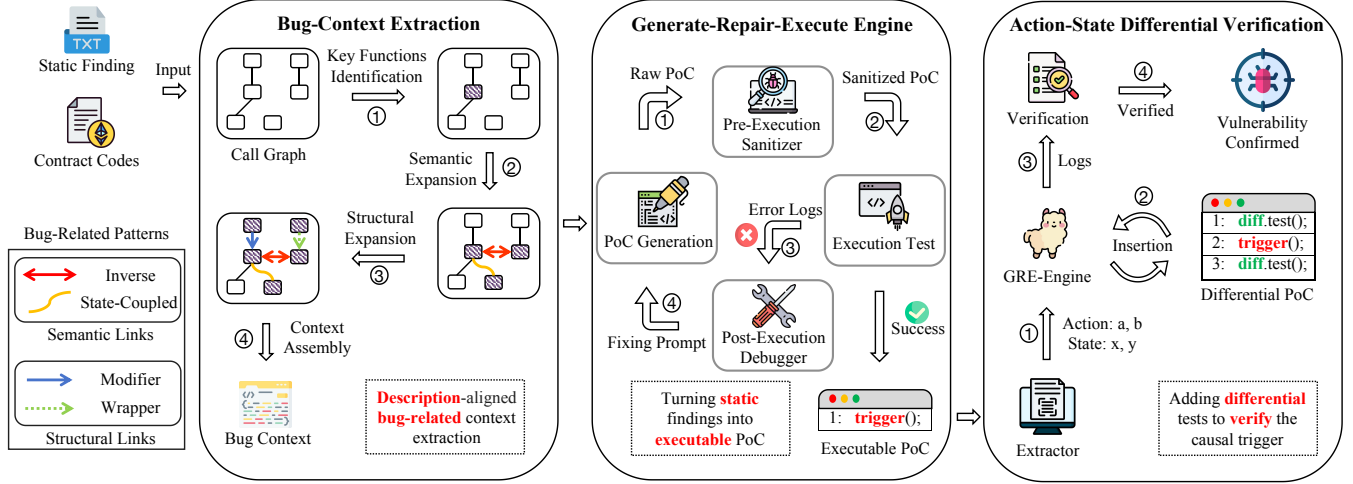 TXT
Static Finding
Input
Contract Codes
Bug-Related Patterns
Inverse
State-Coupled
Semantic Links
Modifier
Wrapper
Structural Links
Bug-Context Extraction
Key Functions
Identification
①
Call Graph
Semantic
Expansion
②
Structural
Expansion
③
④
Context
Assembly
Bug Context
Description-aligned
bug-related context
extraction
Generate-Repair-Execute Engine
Raw PoC
①
Pre-Execution
Sanitizer
Sanitized PoC
②
PoC Generation
Error Logs
③
Execution Test
④
Fixing Prompt
Post-Execution
Debugger
Success
Turning static
findings into
executable PoC
1: trigger();
Executable PoC
Action-State Differential Verification
Verification
④
Verified
Vulnerability
Confirmed
③
Logs
GRE-Engine
②
Insertion
1: diff.test();
2: trigger();
3: diff.test();
Differential PoC
①
Action: a, b
State: x, y
Extractor
Adding differential
tests to verify the
causal trigger